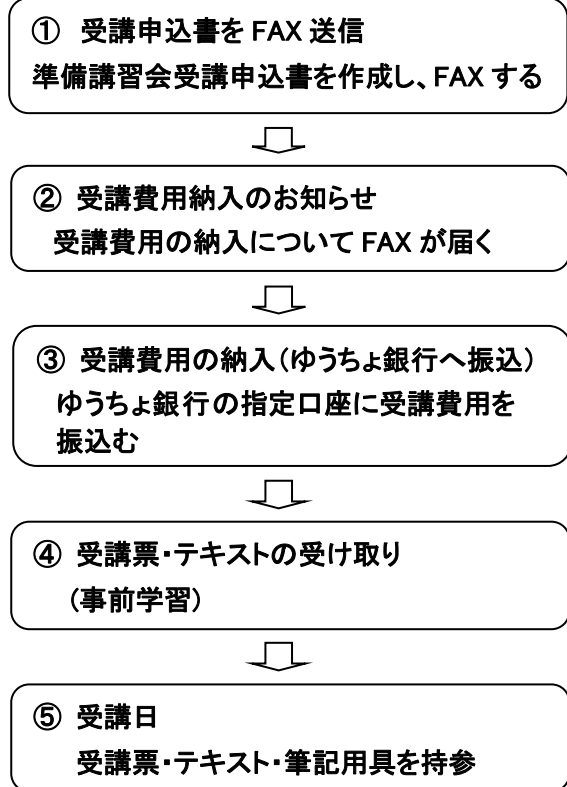 ① 受講申込書を FAX 送信
準備講習会受講申込書を作成し、FAX する
② 受講費用納入のお知らせ
受講費用の納入について FAX が届く
③ 受講費用の納入(ゆうちょ銀行へ振込)
ゆうちょ銀行の指定口座に受講費用を
振込む
④ 受講票・テキストの受け取り
(事前学習)
⑤ 受講日
受講票・テキスト・筆記用具を持参